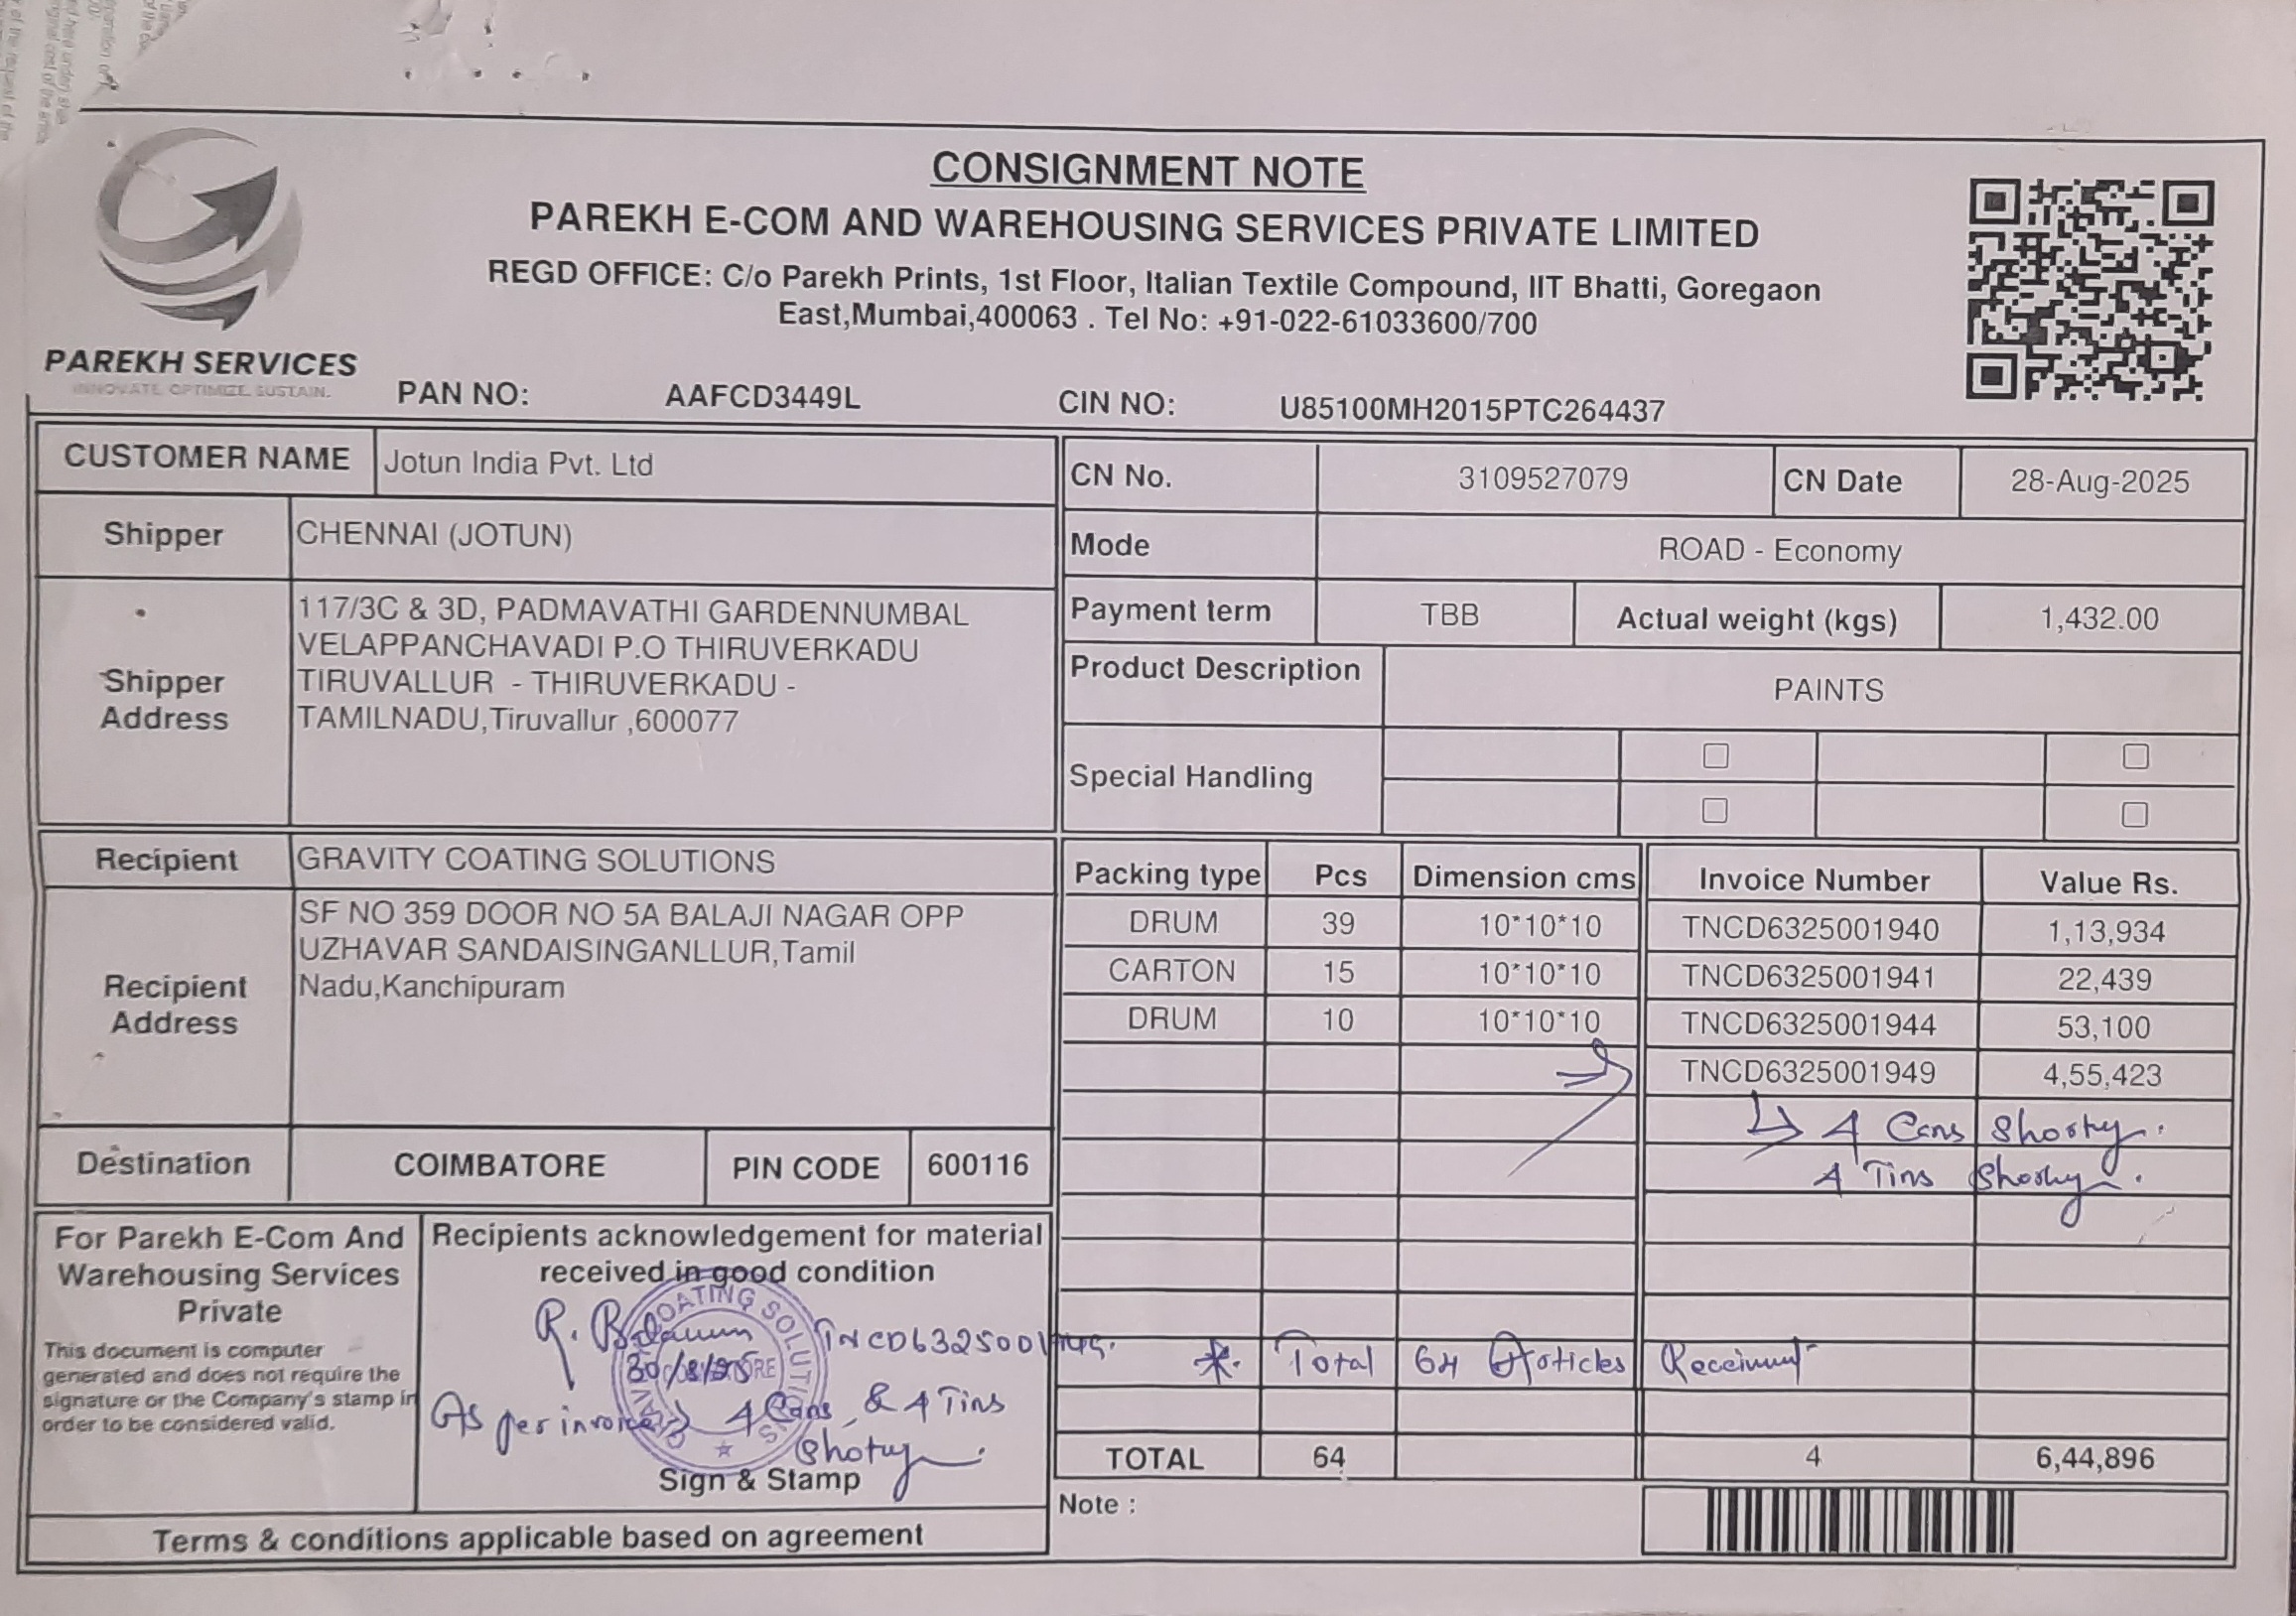 CONSIGNMENT NOTE
PAREKH E-COM AND WAREHOUSING SERVICES PRIVATE LIMITED
REGD OFFICE: C/o Parekh Prints, 1st Floor, Italian Textile Compound, IIT Bhatti, Goregaon
East,Mumbai,400063 . Tel No: +91-022-61033600/700
PAREKH SERVICES
INNOVATE. OPTIMIZE. SUSTAIN.
PAN NO: AAFCD3449L CIN NO: U85100MH2015PTC264437
CUSTOMER NAME Jotun India Pvt. Ltd
Shipper CHENNAI (JOTUN)
Shipper Address
117/3C & 3D, PADMAVATHI GARDENNUMBAL
VELAPPANCHAVADI P.O THIRUVERKADU
TIRUVALLUR - THIRUVERKADU -
TAMILNADU,Tiruvallur ,600077
CN No. 3109527079 CN Date 28-Aug-2025
Mode ROAD - Economy
Payment term TBB Actual weight (kgs) 1,432.00
Product Description PAINTS
Special Handling
Recipient GRAVITY COATING SOLUTIONS
Recipient Address
SF NO 359 DOOR NO 5A BALAJI NAGAR OPP
UZHAVAR SANDAISINGANLLUR,Tamil
Nadu,Kanchipuram
Destination COIMBATORE PIN CODE 600116
Packing type Pcs Dimension cms Invoice Number Value Rs.
DRUM 39 10*10*10 TNCD6325001940 1,13,934
CARTON 15 10*10*10 TNCD6325001941 22,439
DRUM 10 10*10*10 TNCD6325001944 53,100
TNCD6325001949 4,55,423
4 Cans
4 Tins
* Total 64 Articles
TOTAL 64 4 6,44,896
Note :
For Parekh E-Com And
Warehousing Services
Private
This document is computer
generated and does not require the
signature or the Company's stamp in
order to be considered valid.
Recipients acknowledgement for material
received in good condition
30/8/25
As per invoice 4 Cans & 4 Tins
COATING SOLUTIONS
Sign & Stamp
Terms & conditions applicable based on agreement